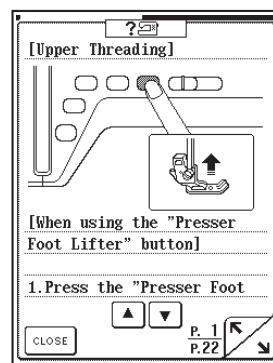 ?
[Upper Threading]
[When using the "Presser
Foot Lifter" button]
1.Press the "Presser Foot
CLOSE
P. 1
P.22